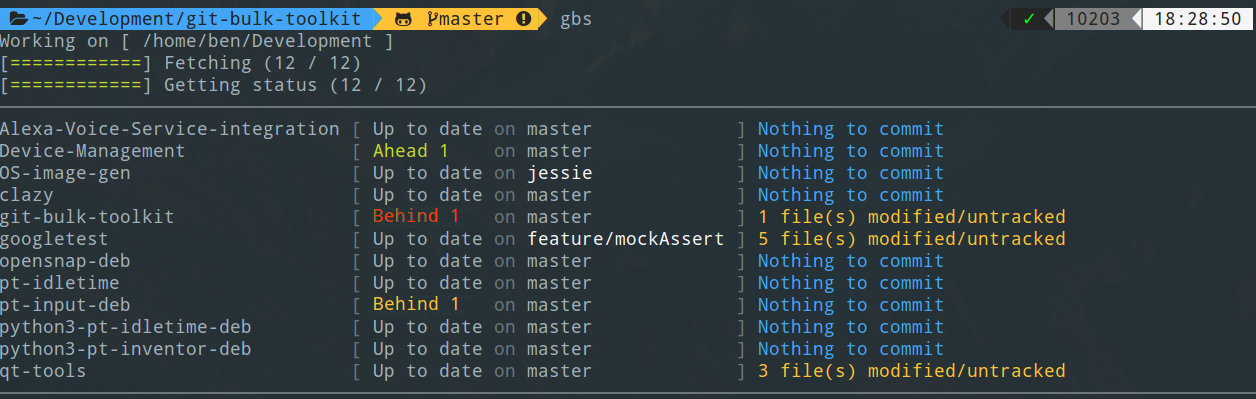 ~/Development/git-bulk-toolkit master gbs ✓ 10203 18:28:50
Working on [ /home/ben/Development ]
[============] Fetching (12 / 12)
[============] Getting status (12 / 12)
Alexa-Voice-Service-integration [ Up to date on master ] Nothing to commit
Device-Management [ Ahead 1 on master ] Nothing to commit
OS-image-gen [ Up to date on jessie ] Nothing to commit
clazy [ Up to date on master ] Nothing to commit
git-bulk-toolkit [ Behind 1 on master ] 1 file(s) modified/untracked
googletest [ Up to date on feature/mockAssert ] 5 file(s) modified/untracked
opensnap-deb [ Up to date on master ] Nothing to commit
pt-idletime [ Up to date on master ] Nothing to commit
pt-input-deb [ Behind 1 on master ] Nothing to commit
python3-pt-idletime-deb [ Up to date on master ] Nothing to commit
python3-pt-inventor-deb [ Up to date on master ] Nothing to commit
qt-tools [ Up to date on master ] 3 file(s) modified/untracked